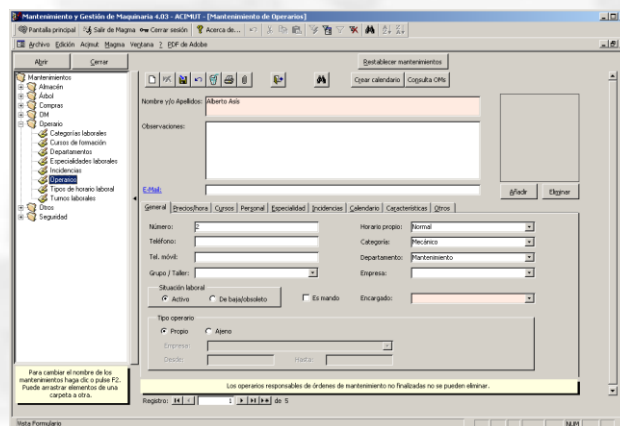 Mantenimiento y Gestión de Maquinaria 4.03 - ACIMUT - [Mantenimiento de Operarios]
Pantalla principal Salir de Magma Cerrar sesión Acerca de...
Archivo Edición Acimut Magma Ventana ? PDF de Adobe
Abrir Cerrar
Restablecer mantenimientos
Crear calendario Consulta OMs
Mantenimientos
Almacén
Árbol
Compras
OM
Operario
Categorías laborales
Cursos de formación
Departamentos
Especialidades laborales
Incidencias
Operarios
Tipos de horario laboral
Turnos laborales
Otros
Seguridad
Nombre y/o Apellidos: Alberto Asis
Observaciones:
E-Mail:
Añadir Eliminar
General Precios/hora Cursos Personal Especialidad Incidencias Calendario Características Otros
Número: 2 Horario propio: Normal
Teléfono: Categoría: Mecánico
Tel. móvil: Departamento: Mantenimiento
Grupo / Taller: Empresa:
Situación laboral
Activo De baja/obsoleto Es mando Encargado:
Tipo operario
Propio Ajeno
Empresa:
Desde: Hasta:
Para cambiar el nombre de los
mantenimientos haga clic o pulse F2.
Puede arrastrar elementos de una
carpeta a otra.
Los operarios responsables de órdenes de mantenimiento no finalizadas no se pueden eliminar.
Registro: 1 de 5
Vista Formulario NUM